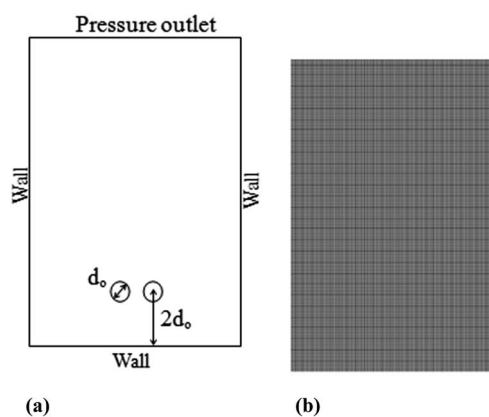 Pressure outlet
Wall
Wall
dₒ
2dₒ
Wall
(a)
(b)